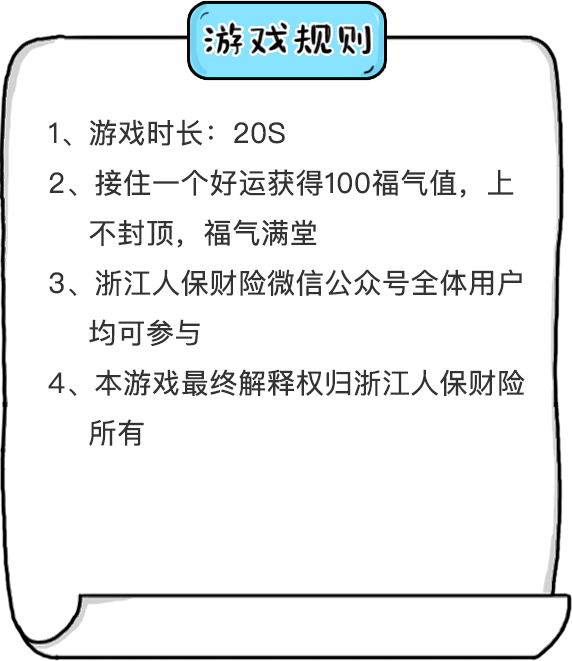 游戏规则
1、游戏时长：20S
2、接住一个好运获得100福气值，上
不封顶，福气满堂
3、浙江人保财险微信公众号全体用户
均可参与
4、本游戏最终解释权归浙江人保财险
所有